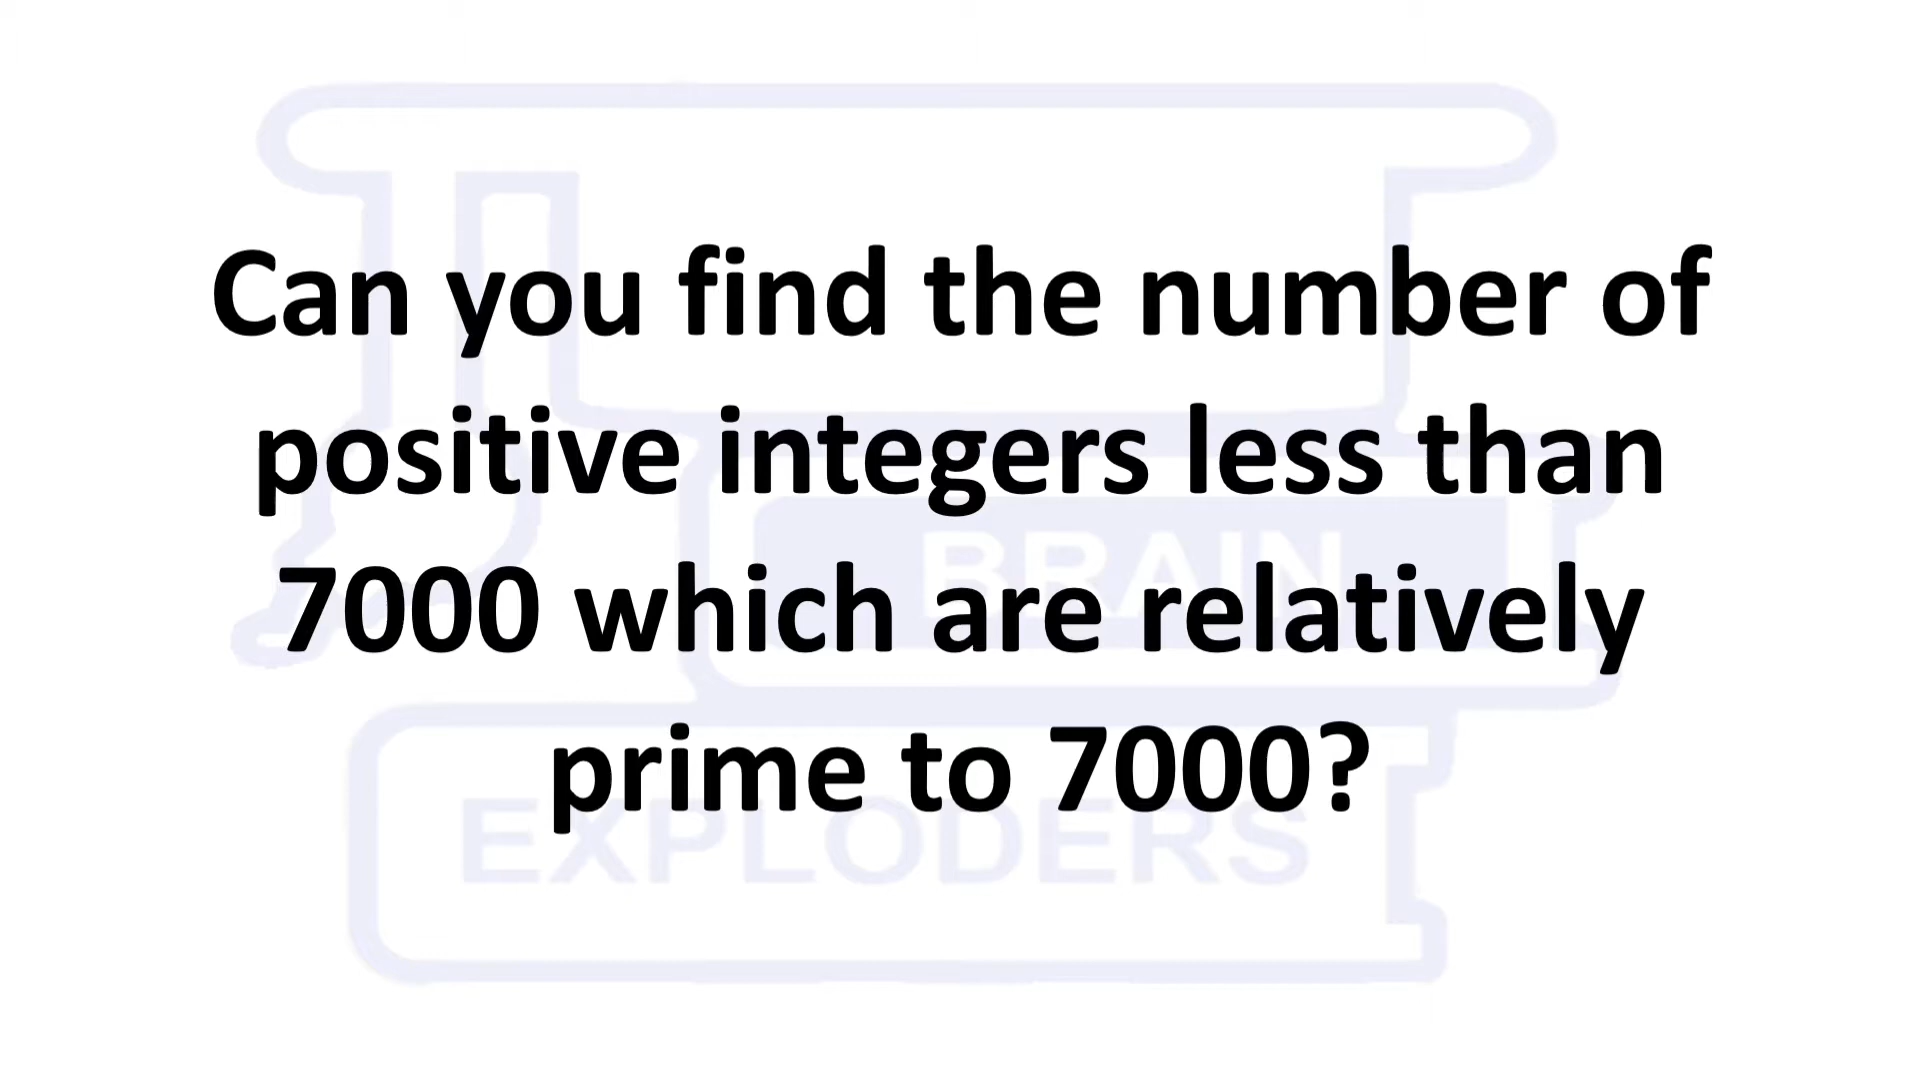 Can you find the number of
positive integers less than
7000 which are relatively
prime to 7000?
BRAIN
EXPLODERS